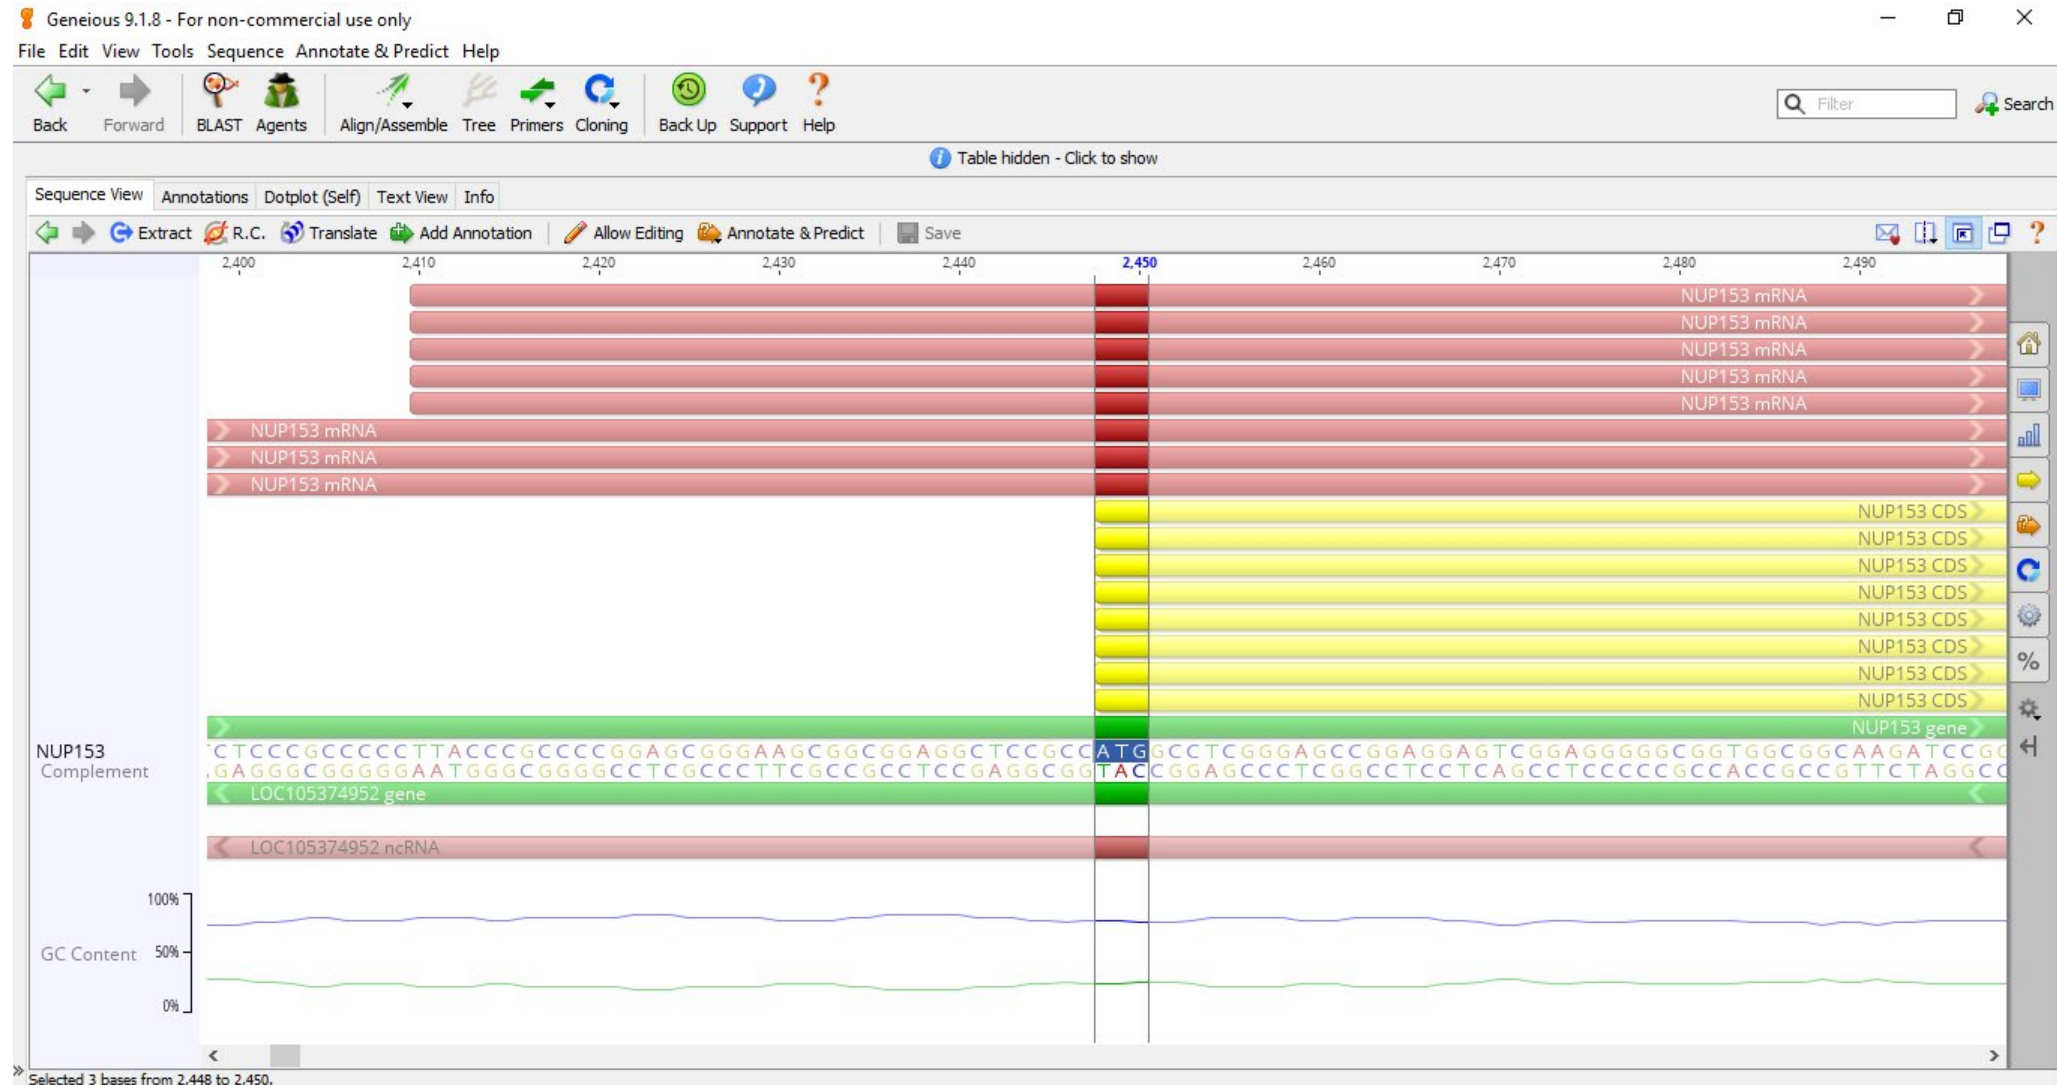 Geneious 9.1.8 - For non-commercial use only
File Edit View Tools Sequence Annotate & Predict Help
Back Forward BLAST Agents Align/Assemble Tree Primers Cloning Back Up Support Help Filter Search
Table hidden - Click to show
Sequence View Annotations Dotplot (Self) Text View Info
Extract R.C. Translate Add Annotation Allow Editing Annotate & Predict Save
2,400 2,410 2,420 2,430 2,440 2,450 2,460 2,470 2,480 2,490
NUP153 mRNA
NUP153 mRNA
NUP153 mRNA
NUP153 mRNA
NUP153 mRNA
NUP153 mRNA
NUP153 mRNA
NUP153 mRNA
NUP153 CDS
NUP153 CDS
NUP153 CDS
NUP153 CDS
NUP153 CDS
NUP153 CDS
NUP153 CDS
NUP153 CDS
NUP153 gene
NUP153 CTCCCGCCCCCTTACCCGCCCCGGAGCGGGAAGCGGCGGAGGCTCCGCCATGGCCTCGGGAGCCGGAGGAGTCGGAGGGGGCGGTGGCGGCAAGATCCG
Complement GAGGGCGGGGGAATGGGCGGGGCCTCGCCCTTCGCCGCCTCCGAGGCGGTACCGGAGCCCTCGGCCTCCTCAGCCTCCCCCGCCACCGCCGTTCTAGGC
LOC105374952 gene
LOC105374952 ncRNA
100%
GC Content 50%
0%
Selected 3 bases from 2,448 to 2,450.